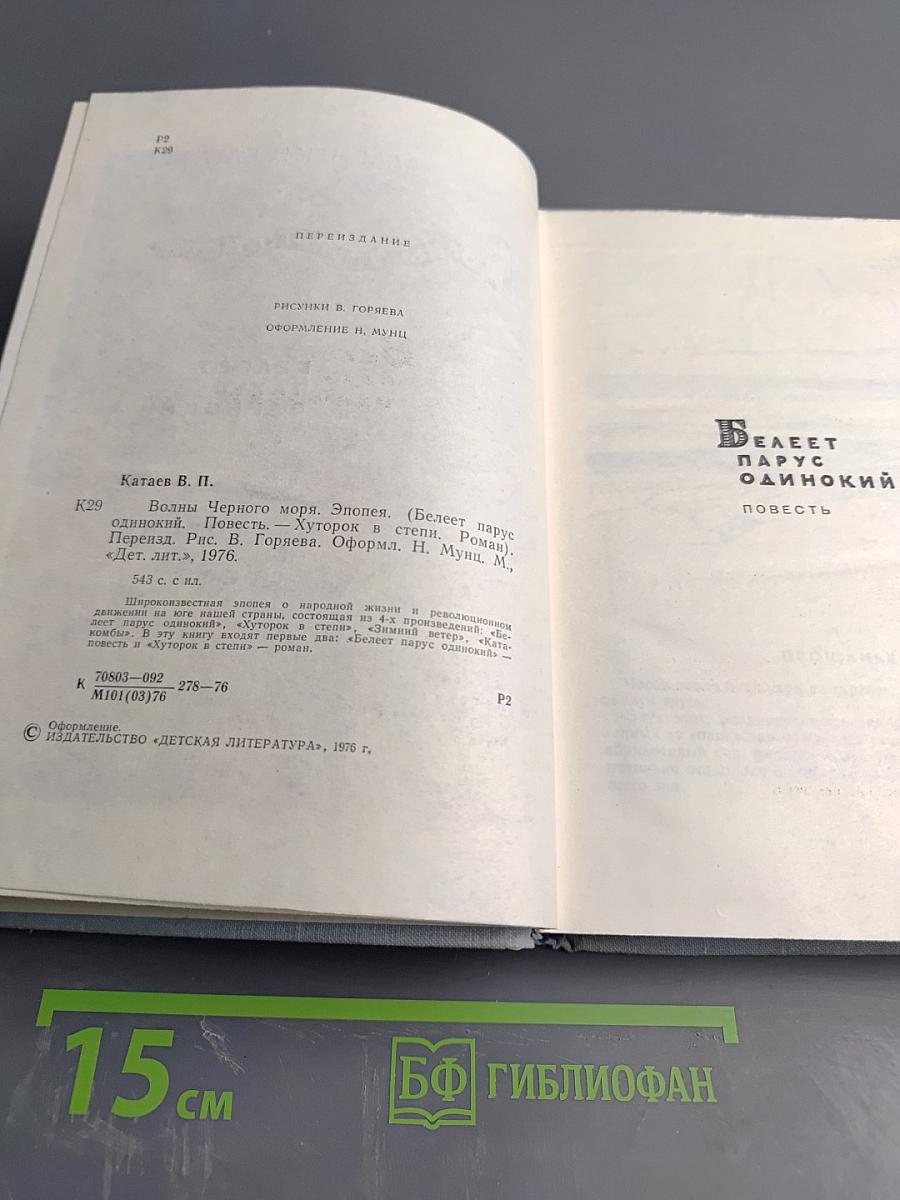 Р2
К29
ПЕРЕИЗДАНИЕ
РИСУНКИ В. ГОРЯЕВА
ОФОРМЛЕНИЕ Н. МУНЦ
Катаев В. П.
К29 Волны Черного моря. Эпопея. (Белеет парус
одинокий. Повесть. — Хуторок в степи. Роман).
Переизд. Рис. В. Горяева. Оформл. Н. Мунц. М.,
«Дет. лит.», 1976.
543 с. с ил.
Широкоизвестная эпопея о народной жизни и революционном
движении на юге нашей страны, состоящая из 4-х произведений: «Бе-
леет парус одинокий», «Хуторок в степи», «Зимний ветер», «Ката-
комбы». В эту книгу входят первые два: «Белеет парус одинокий» —
повесть и «Хуторок в степи» — роман.
К 70803—092
М101(03)76 278—76
Р2
© Оформление.
ИЗДАТЕЛЬСТВО «ДЕТСКАЯ ЛИТЕРАТУРА», 1976 г.
БЕЛЕЕТ
ПАРУС
ОДИНОКИЙ
ПОВЕСТЬ
15 см
БФ ГИБЛИОФАН